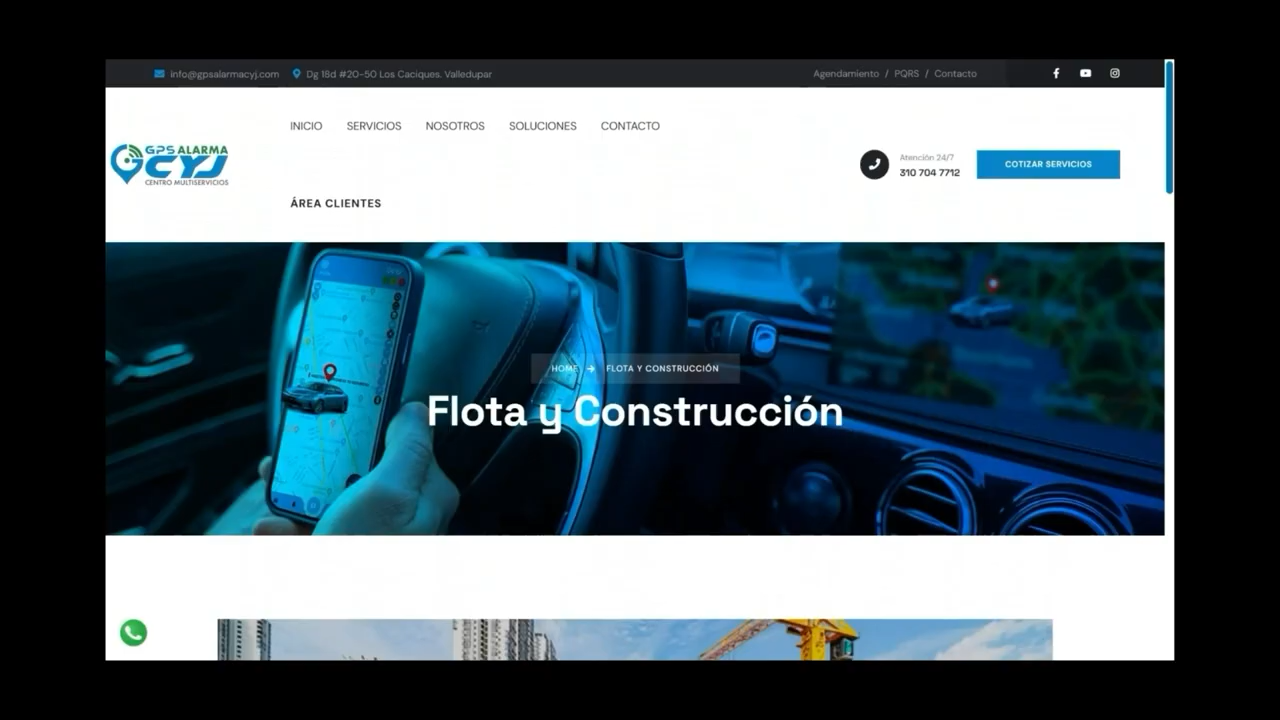 info@gpsalarmacyj.com
Dg 18d #20-50 Los Caciques. Valledupar
Agendamiento / PQRS / Contacto
INICIO
SERVICIOS
NOSOTROS
SOLUCIONES
CONTACTO
GPS ALARMA
CYJ
CENTRO MULTISERVICIOS
Atención 24/7
310 704 7712
COTIZAR SERVICIOS
ÁREA CLIENTES
HOME → FLOTA Y CONSTRUCCIÓN
Flota y Construcción